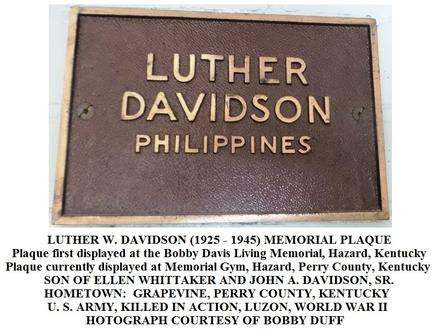 LUTHER
DAVIDSON
PHILIPPINES
LUTHER W. DAVIDSON (1925 - 1945) MEMORIAL PLAQUE
Plaque first displayed at the Bobby Davis Living Memorial, Hazard, Kentucky
Plaque currently displayed at Memorial Gym, Hazard, Perry County, Kentucky
SON OF ELLEN WHITTAKER AND JOHN A. DAVIDSON, SR.
HOMETOWN: GRAPEVINE, PERRY COUNTY, KENTUCKY
U. S. ARMY, KILLED IN ACTION, LUZON, WORLD WAR II
HOTOGRAPH COURTESY OF BOBBY DUFF